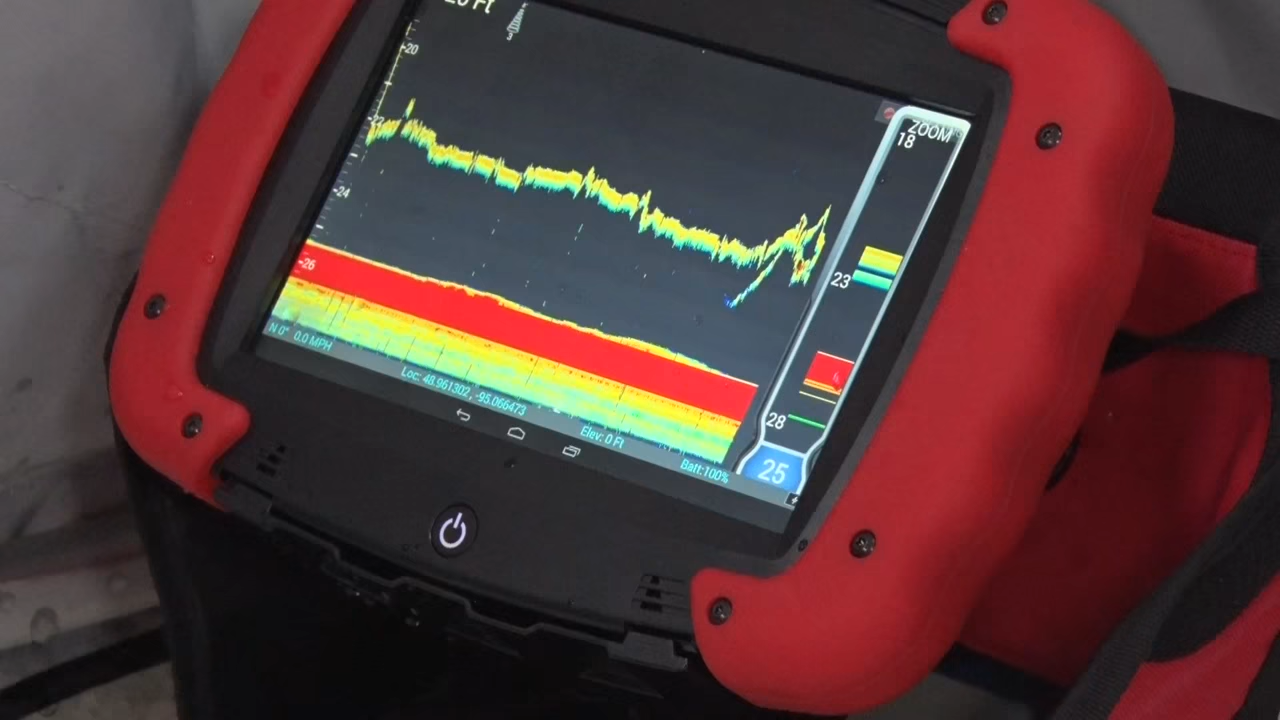 ZOOM
18
-20
-22
-24
23
-26
N 0° 0.0 MPH
Loc: 48.961302, -95.066473
Elev: 0 Ft
Batt:100%
28
25